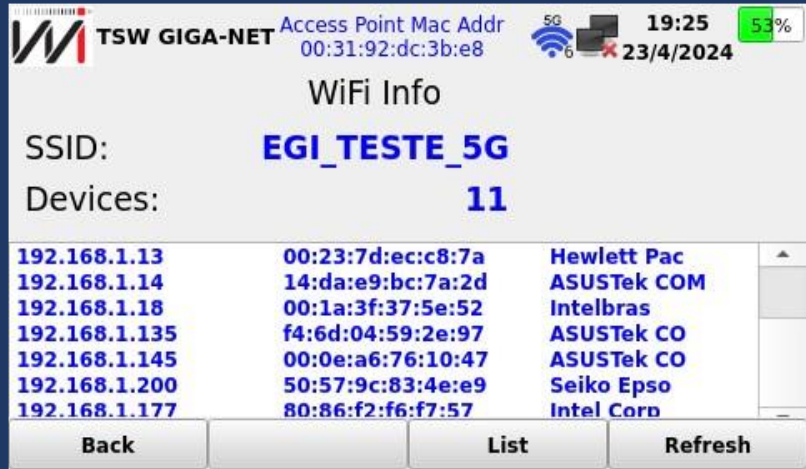 TSW GIGA-NET
Access Point Mac Addr
00:31:92:dc:3b:e8
5G
6
19:25
23/4/2024
53%
WiFi Info
SSID: EGI_TESTE_5G
Devices: 11
192.168.1.13 00:23:7d:ec:c8:7a Hewlett Pac
192.168.1.14 14:da:e9:bc:7a:2d ASUSTek COM
192.168.1.18 00:1a:3f:37:5e:52 Intelbras
192.168.1.135 f4:6d:04:59:2e:97 ASUSTek CO
192.168.1.145 00:0e:a6:76:10:47 ASUSTek CO
192.168.1.200 50:57:9c:83:4e:e9 Seiko Epso
192.168.1.177 80:86:f2:f6:f7:57 Intel Corp
Back List Refresh